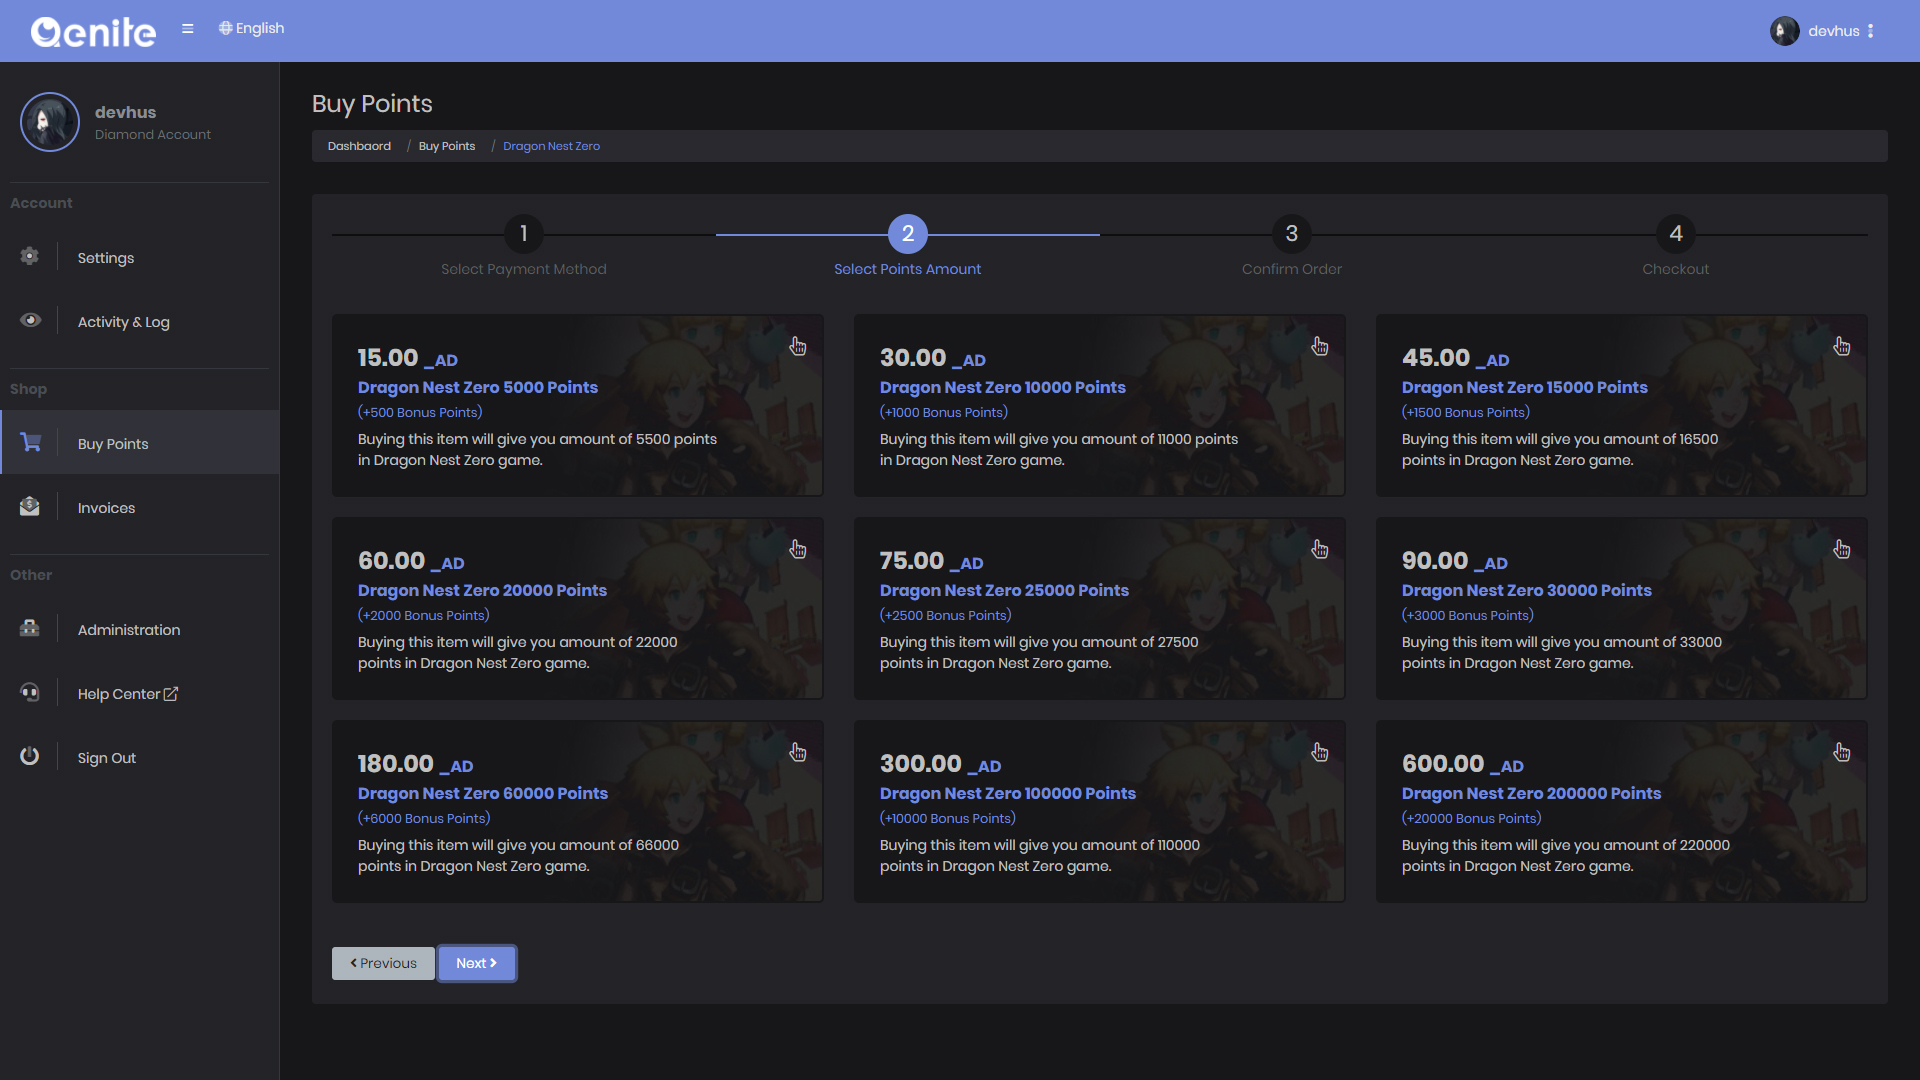 Qenite
English
devhus
devhus
Diamond Account
Account
Settings
Activity & Log
Shop
Buy Points
Invoices
Other
Administration
Help Center
Sign Out
Buy Points
Dashbaord / Buy Points / Dragon Nest Zero
1
Select Payment Method
2
Select Points Amount
3
Confirm Order
4
Checkout
15.00 _AD
Dragon Nest Zero 5000 Points
(+500 Bonus Points)
Buying this item will give you amount of 5500 points
in Dragon Nest Zero game.
30.00 _AD
Dragon Nest Zero 10000 Points
(+1000 Bonus Points)
Buying this item will give you amount of 11000 points
in Dragon Nest Zero game.
45.00 _AD
Dragon Nest Zero 15000 Points
(+1500 Bonus Points)
Buying this item will give you amount of 16500
points in Dragon Nest Zero game.
60.00 _AD
Dragon Nest Zero 20000 Points
(+2000 Bonus Points)
Buying this item will give you amount of 22000
points in Dragon Nest Zero game.
75.00 _AD
Dragon Nest Zero 25000 Points
(+2500 Bonus Points)
Buying this item will give you amount of 27500
points in Dragon Nest Zero game.
90.00 _AD
Dragon Nest Zero 30000 Points
(+3000 Bonus Points)
Buying this item will give you amount of 33000
points in Dragon Nest Zero game.
180.00 _AD
Dragon Nest Zero 60000 Points
(+6000 Bonus Points)
Buying this item will give you amount of 66000
points in Dragon Nest Zero game.
300.00 _AD
Dragon Nest Zero 100000 Points
(+10000 Bonus Points)
Buying this item will give you amount of 110000
points in Dragon Nest Zero game.
600.00 _AD
Dragon Nest Zero 200000 Points
(+20000 Bonus Points)
Buying this item will give you amount of 220000
points in Dragon Nest Zero game.
Previous
Next